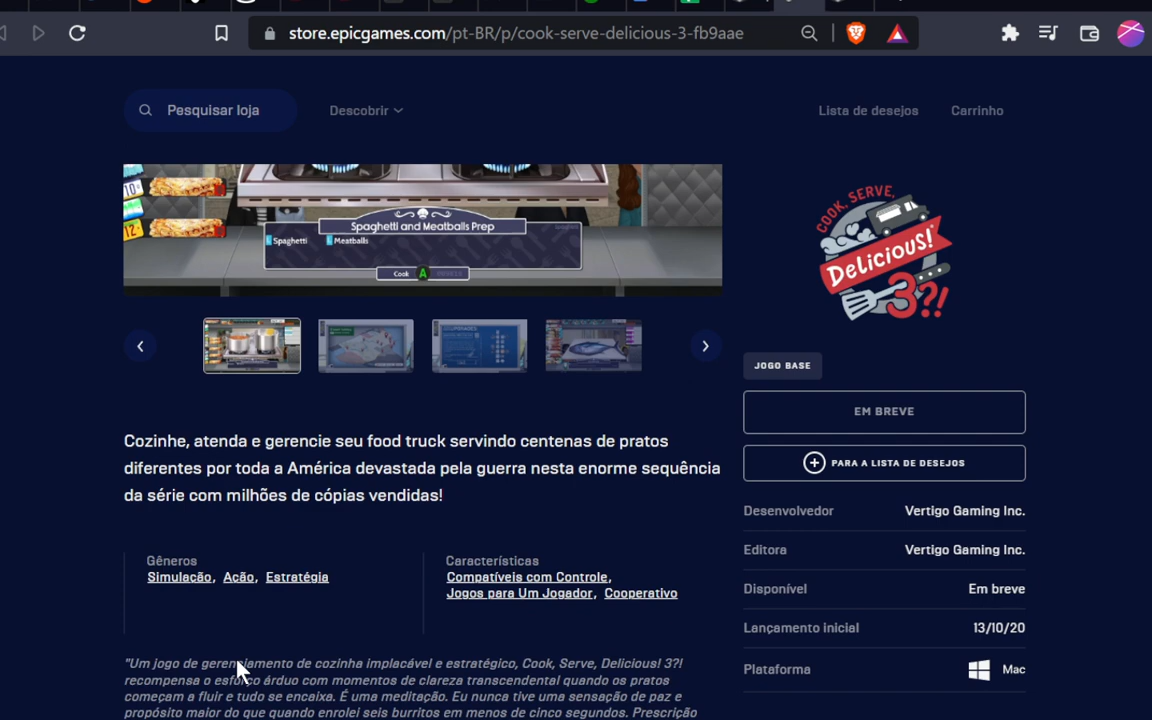 store.epicgames.com/pt-BR/p/cook-serve-delicious-3-fb9aae
Pesquisar loja
Descobrir
Lista de desejos
Carrinho
10
12
Spaghetti and Meatballs Prep
L Spaghetti
L Meatballs
Cook A
COOK, SERVE,
Delicious!
3?!
JOGO BASE
EM BREVE
PARA A LISTA DE DESEJOS
Cozinhe, atenda e gerencie seu food truck servindo centenas de pratos
diferentes por toda a América devastada pela guerra nesta enorme sequência
da série com milhões de cópias vendidas!
Gêneros
Simulação, Ação, Estratégia
Características
Compatíveis com Controle,
Jogos para Um Jogador, Cooperativo
Desenvolvedor Vertigo Gaming Inc.
Editora Vertigo Gaming Inc.
Disponível Em breve
Lançamento inicial 13/10/20
Plataforma Mac
"Um jogo de gerenciamento de cozinha implacável e estratégico, Cook, Serve, Delicious! 3?!
recompensa o esforço árduo com momentos de clareza transcendental quando os pratos
começam a fluir e tudo se encaixa. É uma meditação. Eu nunca tive uma sensação de paz e
propósito maior do que quando enrolei seis burritos em menos de cinco segundos. Prescrição